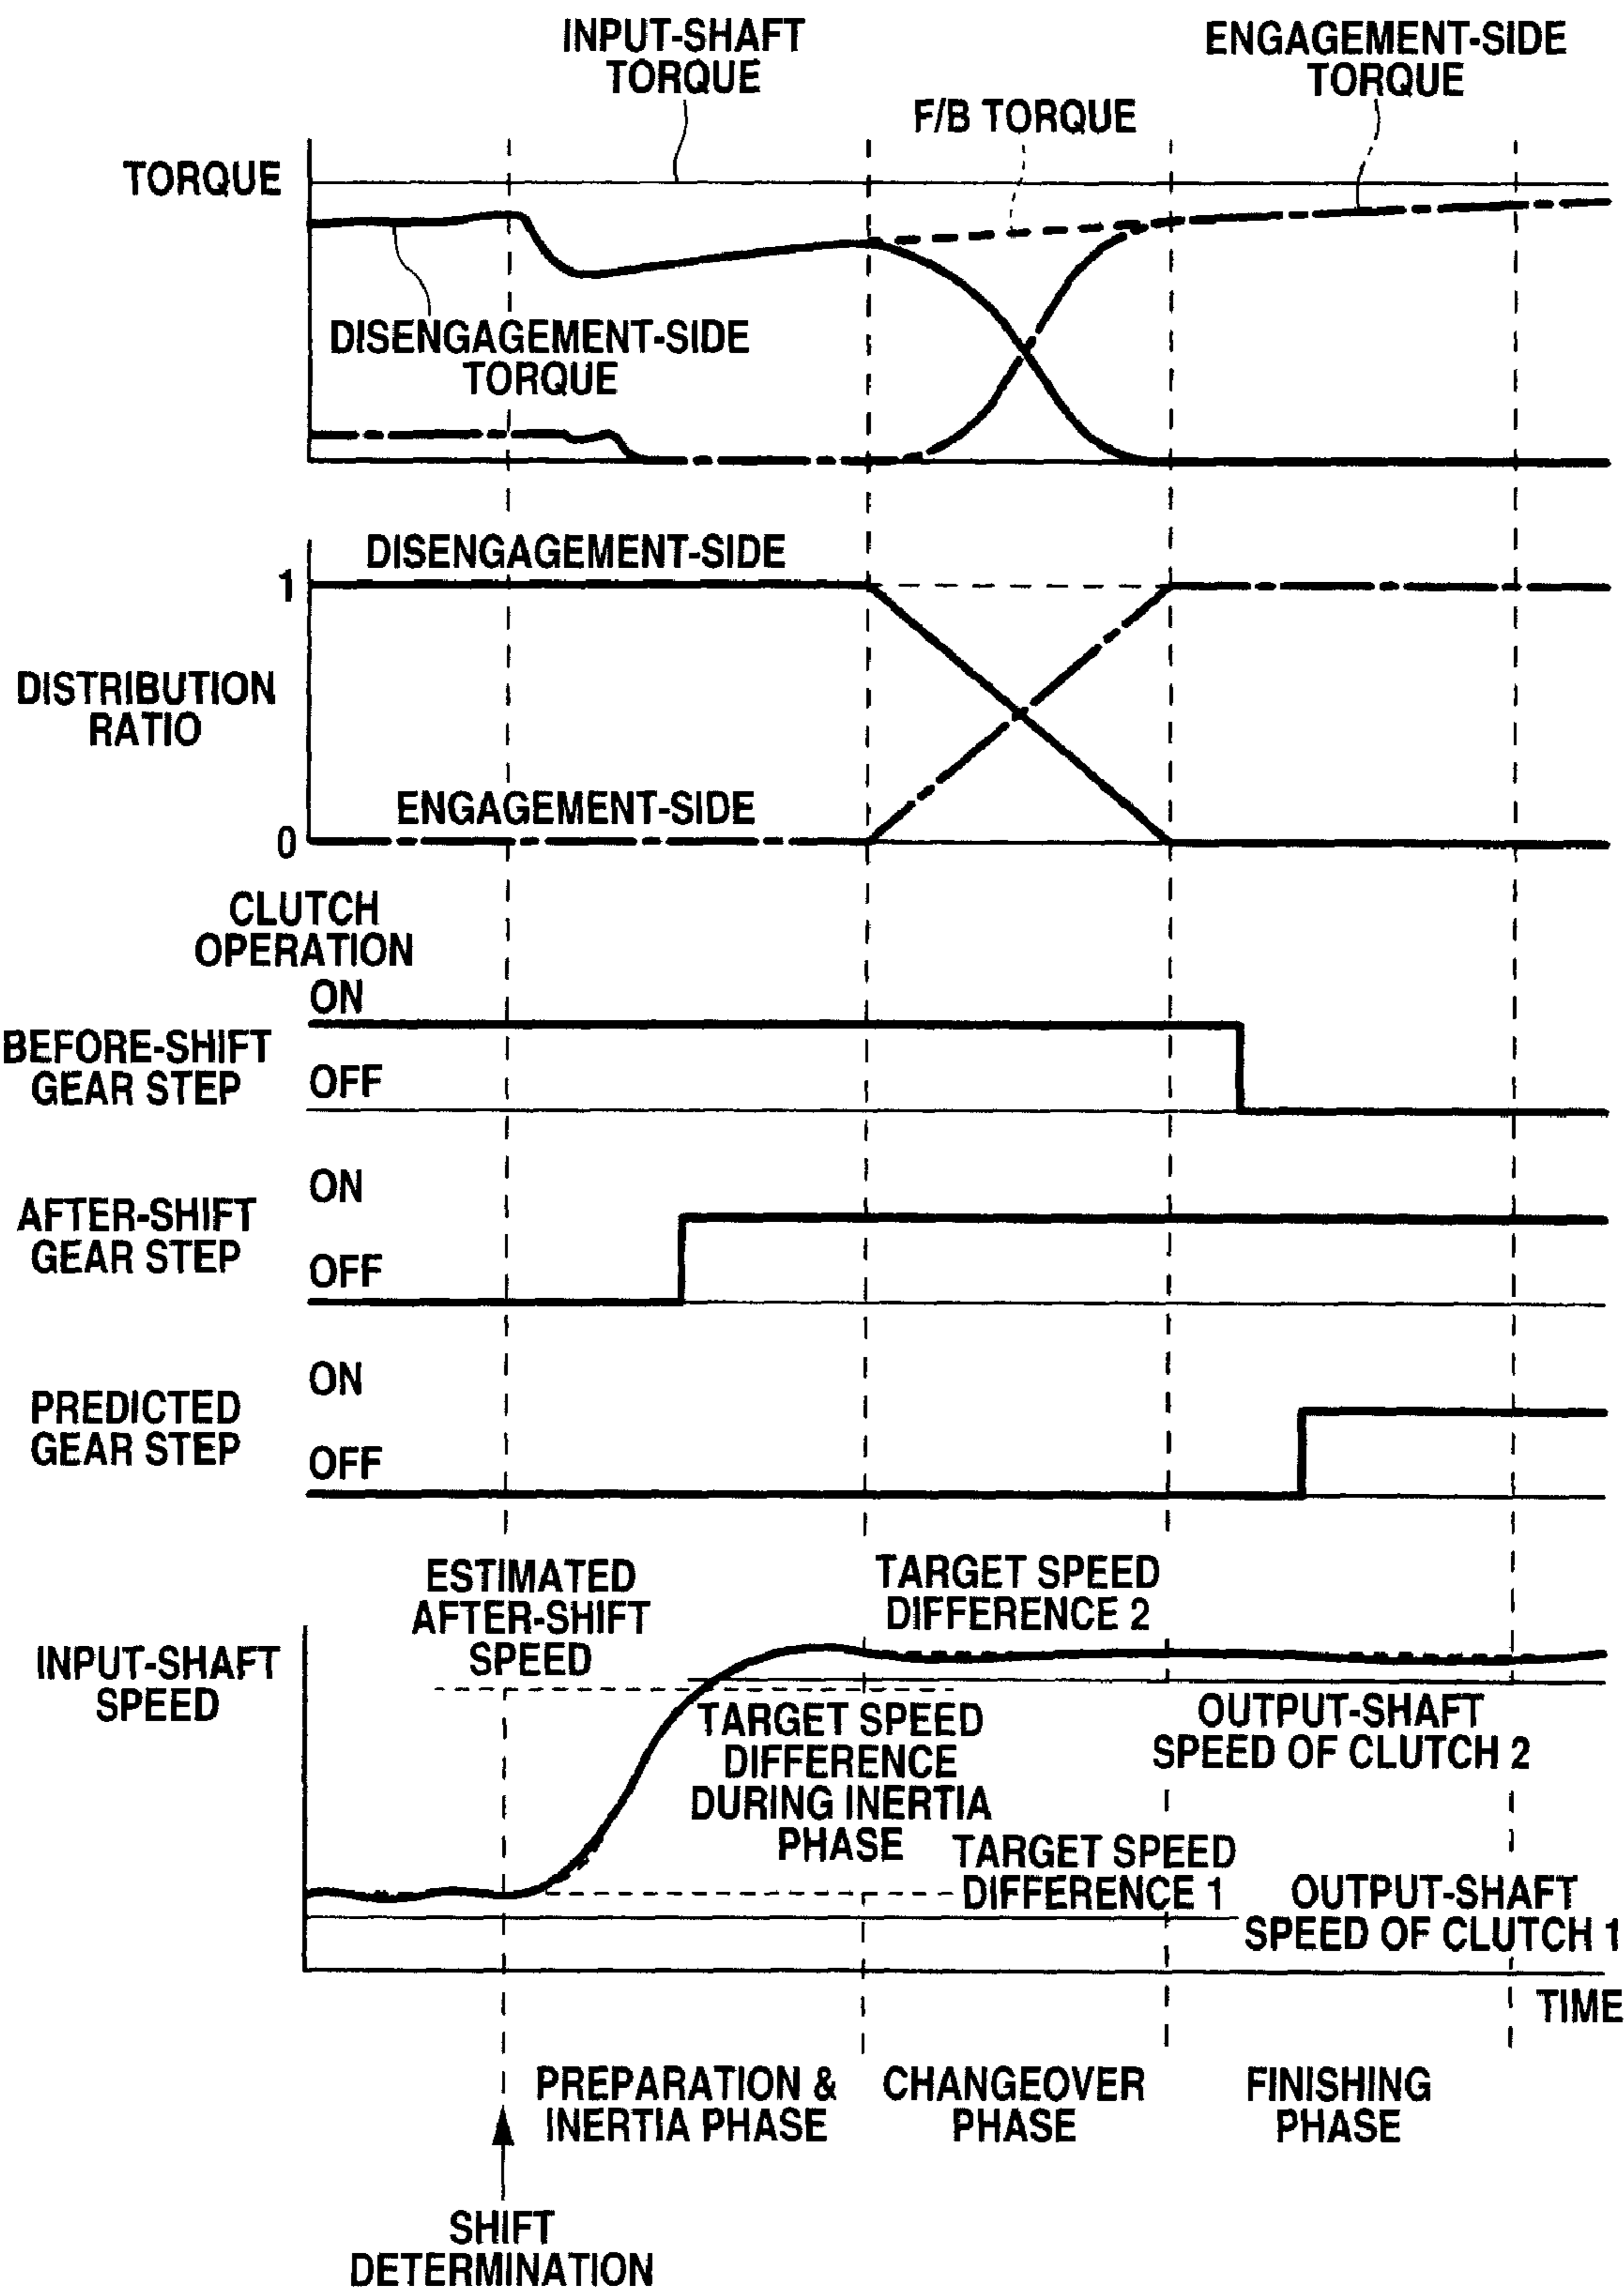 INPUT-SHAFT
TORQUE
ENGAGEMENT-SIDE
TORQUE
F/B TORQUE
TORQUE
DISENGAGEMENT-SIDE
TORQUE
DISENGAGEMENT-SIDE
1
DISTRIBUTION
RATIO
ENGAGEMENT-SIDE
0
CLUTCH
OPERATION
ON
BEFORE-SHIFT
GEAR STEP
OFF
ON
AFTER-SHIFT
GEAR STEP
OFF
ON
PREDICTED
GEAR STEP
OFF
ESTIMATED
AFTER-SHIFT
SPEED
TARGET SPEED
DIFFERENCE 2
INPUT-SHAFT
SPEED
TARGET SPEED
DIFFERENCE
DURING INERTIA
PHASE
OUTPUT-SHAFT
SPEED OF CLUTCH 2
TARGET SPEED
DIFFERENCE 1
OUTPUT-SHAFT
SPEED OF CLUTCH 1
TIME
PREPARATION &
INERTIA PHASE
CHANGEOVER
PHASE
FINISHING
PHASE
SHIFT
DETERMINATION